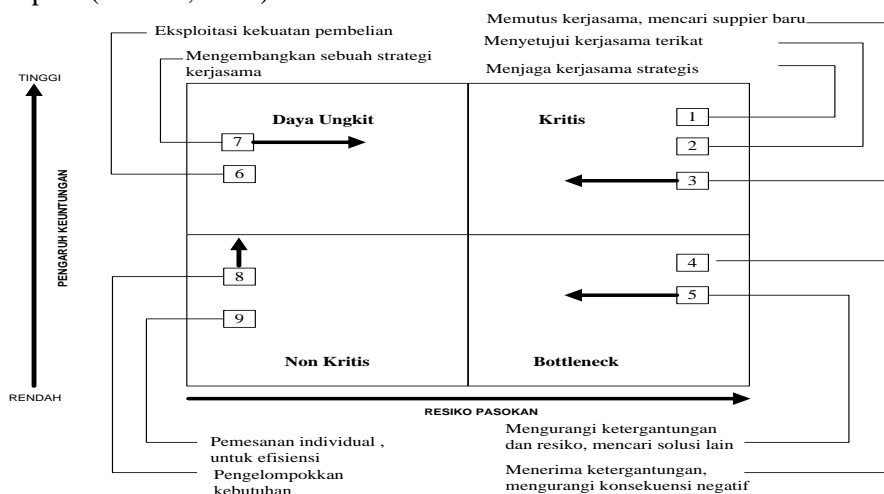 Eksploitasi kekuatan pembelian
Mengembangkan sebuah strategi
kerjasama
Memutus kerjasama, mencari suppier baru
Menyetujui kerjasama terikat
Menjaga kerjasama strategis
TINGGI
PENGARUH KEUNTUNGAN
RENDAH
Daya Ungkit
7
6
Kritis
1
2
3
8
9
Non Kritis
4
5
Bottleneck
RESIKO PASOKAN
Pemesanan individual ,
untuk efisiensi
Pengelompokkan
kebutuhan
Mengurangi ketergantungan
dan resiko, mencari solusi lain
Menerima ketergantungan,
mengurangi konsekuensi negatif